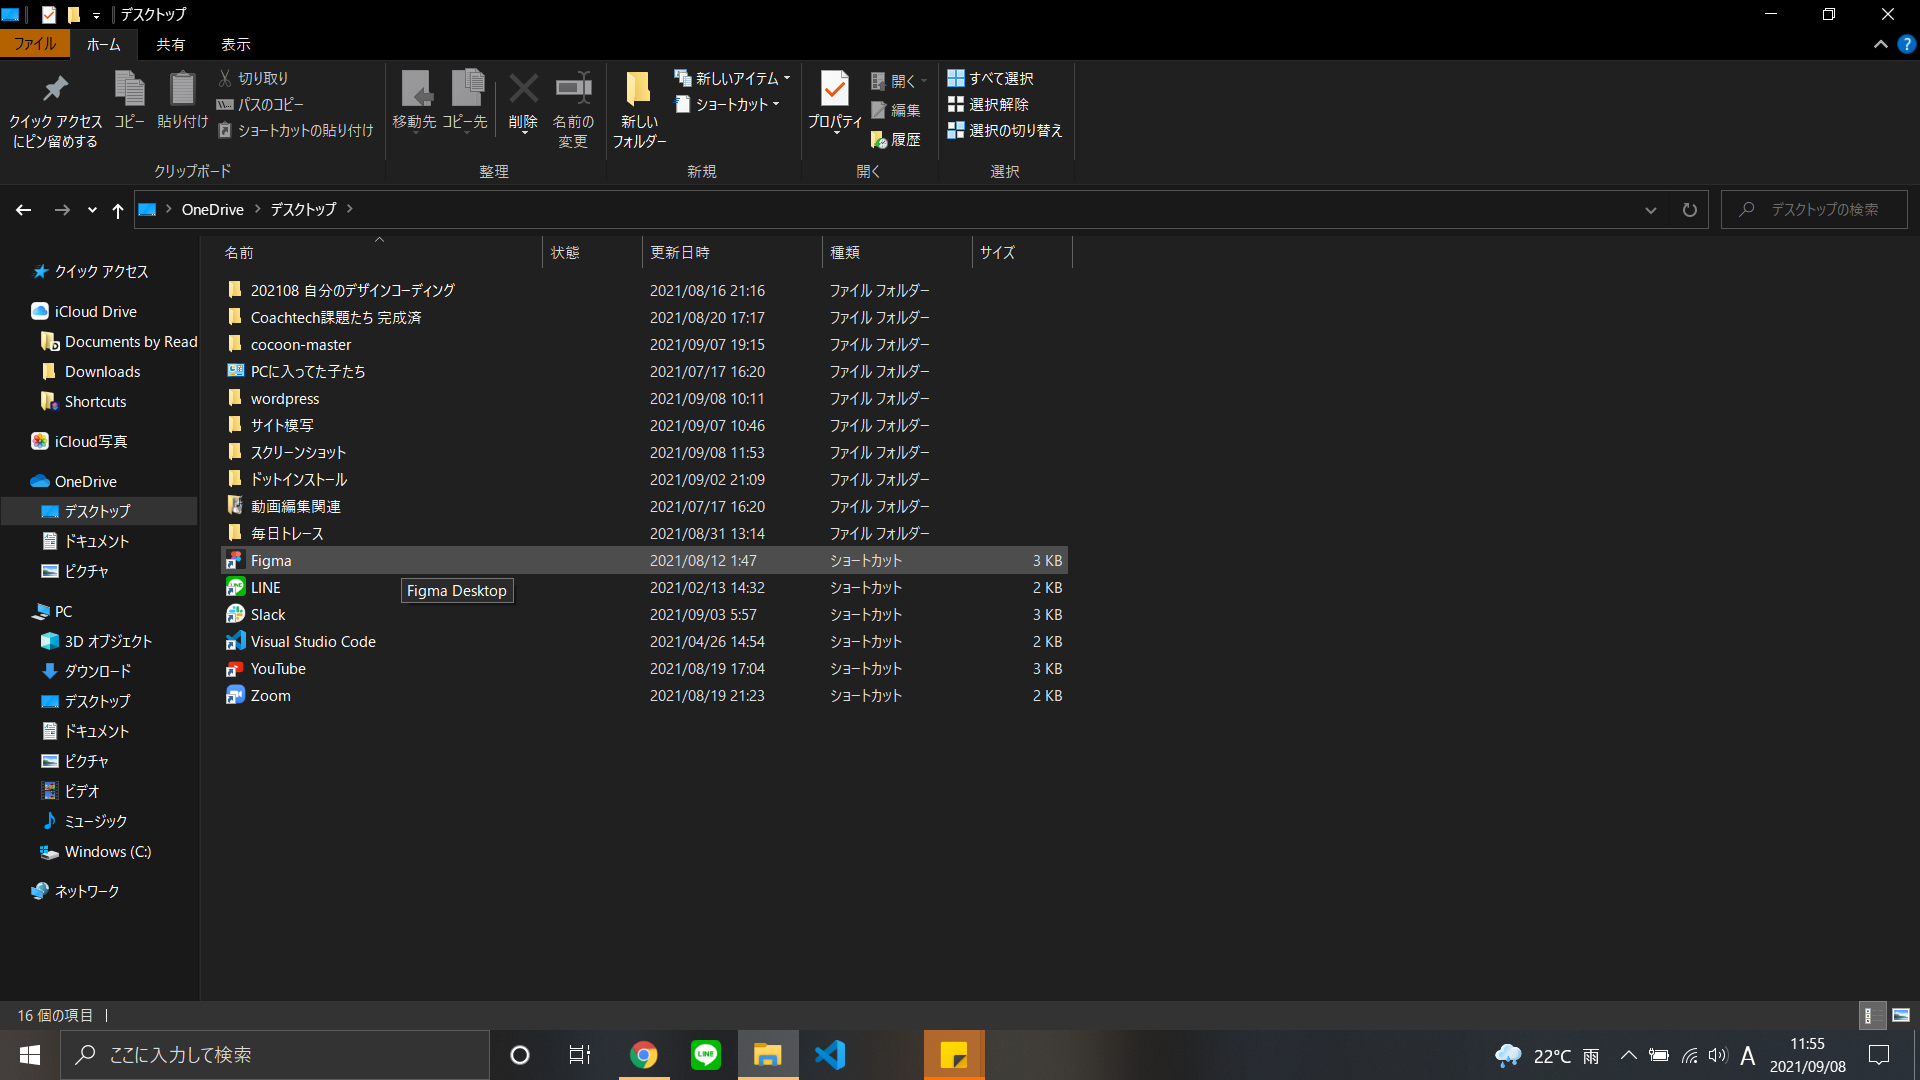 デスクトップ
ファイル ホーム 共有 表示
クイック アクセス
にピン留めする
コピー
貼り付け
切り取り
パスのコピー
ショートカットの貼り付け
クリップボード
移動先
コピー先
削除
名前の
変更
整理
新しい
フォルダー
新しいアイテム
ショートカット
新規
プロパティ
開く
編集
履歴
開く
すべて選択
選択解除
選択の切り替え
選択
OneDrive デスクトップ
デスクトップの検索
クイック アクセス
iCloud Drive
Documents by Read
Downloads
Shortcuts
iCloud写真
OneDrive
デスクトップ
ドキュメント
ピクチャ
PC
3D オブジェクト
ダウンロード
デスクトップ
ドキュメント
ピクチャ
ビデオ
ミュージック
Windows (C:)
ネットワーク
名前 状態 更新日時 種類 サイズ
202108 自分のデザインコーディング 2021/08/16 21:16 ファイル フォルダー
Coachtech課題たち 完成済 2021/08/20 17:17 ファイル フォルダー
cocoon-master 2021/09/07 19:15 ファイル フォルダー
PCに入ってた子たち 2021/07/17 16:20 ファイル フォルダー
wordpress 2021/09/08 10:11 ファイル フォルダー
サイト模写 2021/09/07 10:46 ファイル フォルダー
スクリーンショット 2021/09/08 11:53 ファイル フォルダー
ドットインストール 2021/09/02 21:09 ファイル フォルダー
動画編集関連 2021/07/17 16:20 ファイル フォルダー
毎日トレース 2021/08/31 13:14 ファイル フォルダー
Figma 2021/08/12 1:47 ショートカット 3 KB
LINE 2021/02/13 14:32 ショートカット 2 KB
Figma Desktop
Slack 2021/09/03 5:57 ショートカット 3 KB
Visual Studio Code 2021/04/26 14:54 ショートカット 2 KB
YouTube 2021/08/19 17:04 ショートカット 3 KB
Zoom 2021/08/19 21:23 ショートカット 2 KB
16 個の項目
ここに入力して検索
LINE
22°C 雨
A
11:55
2021/09/08